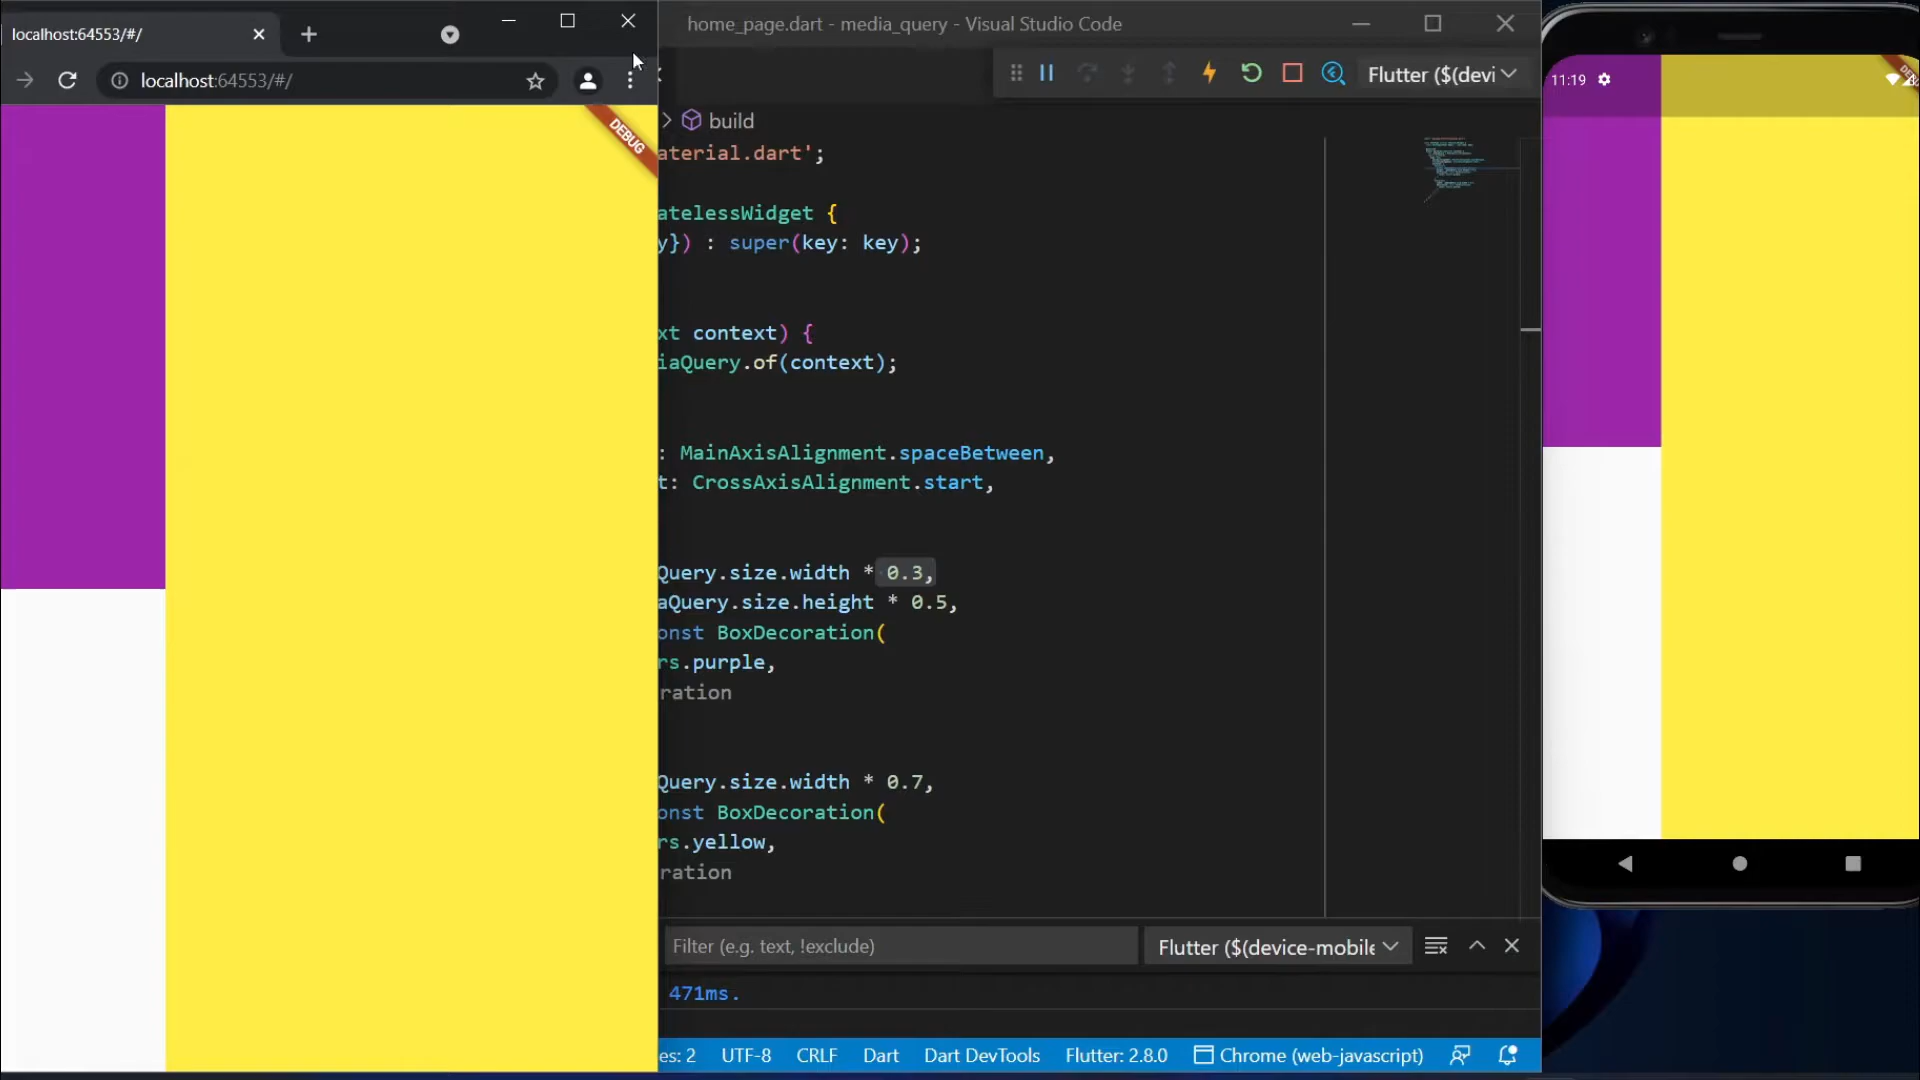 localhost:64553/#/
localhost:64553/#/
DEBUG
home_page.dart - media_query - Visual Studio Code
Flutter ($(devi
build
aterial.dart';
atelessWidget {
y}) : super(key: key);
xt context) {
iaQuery.of(context);
: MainAxisAlignment.spaceBetween,
t: CrossAxisAlignment.start,
Query.size.width * 0.3,
aQuery.size.height * 0.5,
onst BoxDecoration(
rs.purple,
ration
Query.size.width * 0.7,
onst BoxDecoration(
rs.yellow,
ration
Filter (e.g. text, !exclude)
Flutter ($(device-mobile
471ms.
es: 2 UTF-8 CRLF Dart Dart DevTools Flutter: 2.8.0 Chrome (web-javascript)
11:19